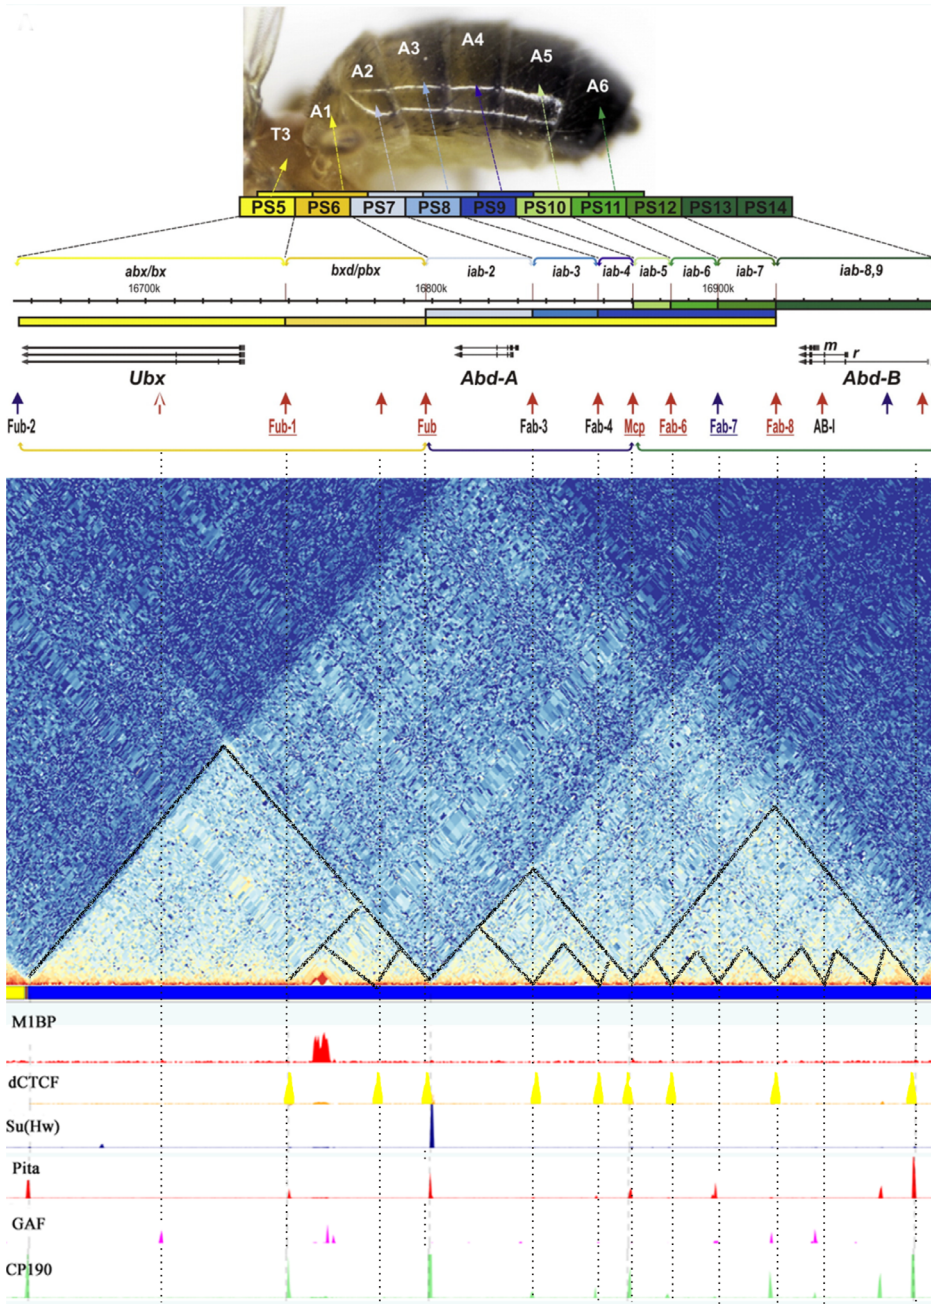 A
A4
A3
A5
A2
A6
A1
T3
PS5 PS6 PS7 PS8 PS9 PS10 PS11 PS12 PS13 PS14
abx/bx bxd/pbx iab-2 iab-3 iab-4 iab-5 iab-6 iab-7 iab-8,9
16700k 16800k 16900k
m
r
Ubx Abd-A Abd-B
Fub-2 Fub-1 Fub Fab-3 Fab-4 Mcp Fab-6 Fab-7 Fab-8 AB-I
M1BP
dCTCF
Su(Hw)
Pita
GAF
CP190